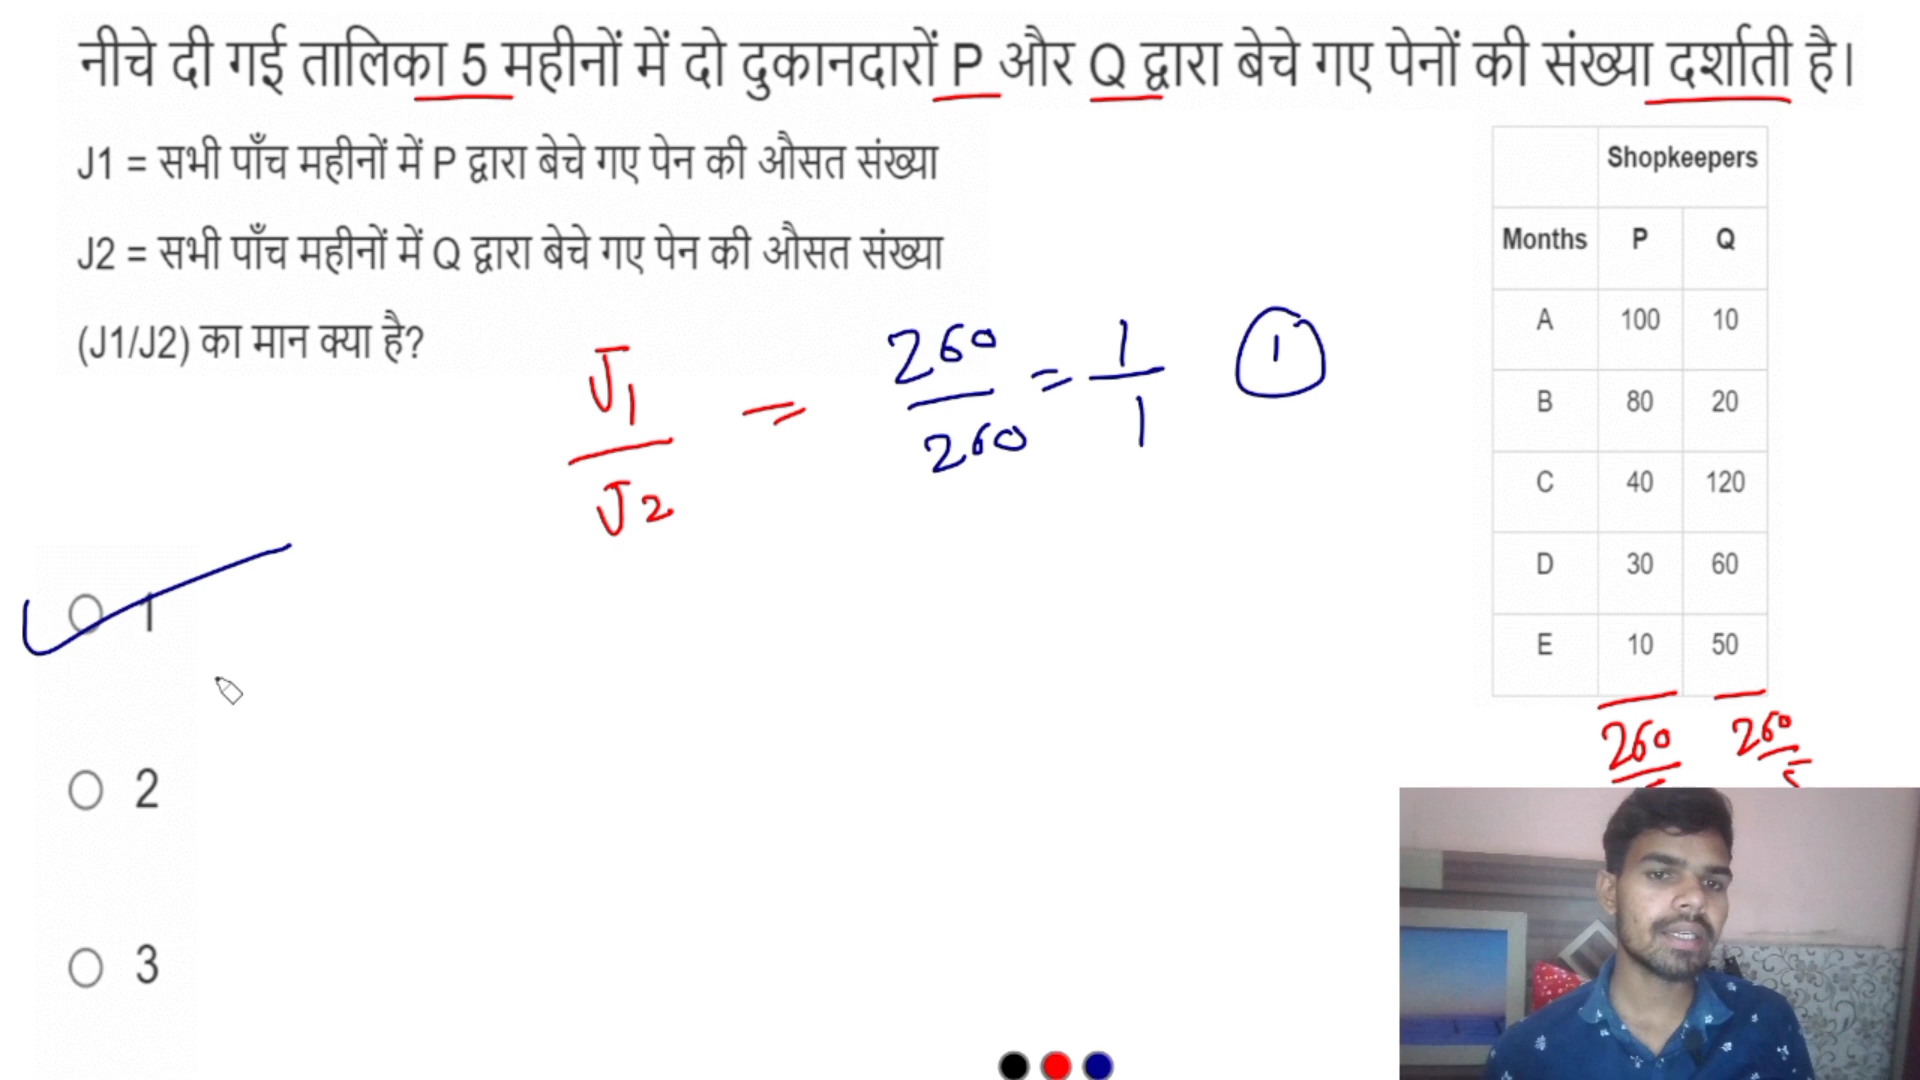 नीचे दी गई तालिका 5 महीनों में दो दुकानदारों P और Q द्वारा बेचे गए पेनों की संख्या दर्शाती है।
J1 = सभी पाँच महीनों में P द्वारा बेचे गए पेन की औसत संख्या
J2 = सभी पाँच महीनों में Q द्वारा बेचे गए पेन की औसत संख्या
(J1/J2) का मान क्या है?
J1/J2 = 260/260 = 1/1 1
1
2
3
Shopkeepers
Months P Q
A 100 10
B 80 20
C 40 120
D 30 60
E 10 50
260 260